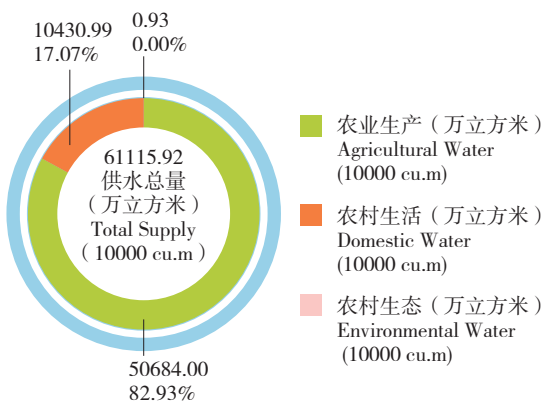 0.93
0.00%
10430.99
17.07%
61115.92
供水总量
（万立方米）
Total Supply
（10000 cu.m）
50684.00
82.93%
农业生产（万立方米）
Agricultural Water
(10000 cu.m)
农村生活（万立方米）
Domestic Water
(10000 cu.m)
农村生态（万立方米）
Environmental Water
(10000 cu.m)